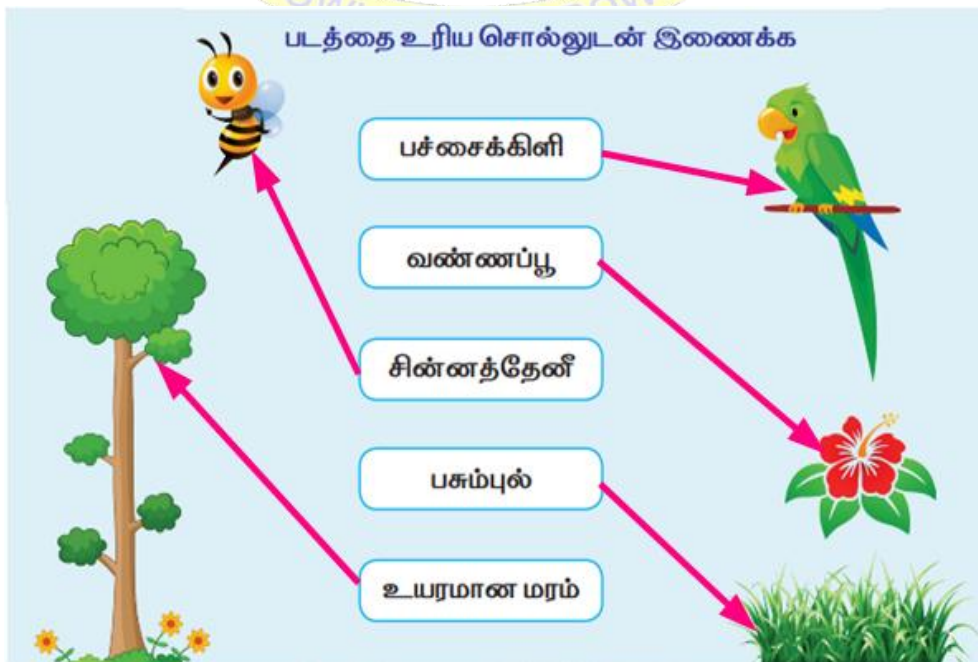 படத்தை உரிய சொல்லுடன் இணைக்க
பச்சைக்கிளி
வண்ணப்பூ
சின்னத்தேனீ
பசும்புல்
உயரமான மரம்